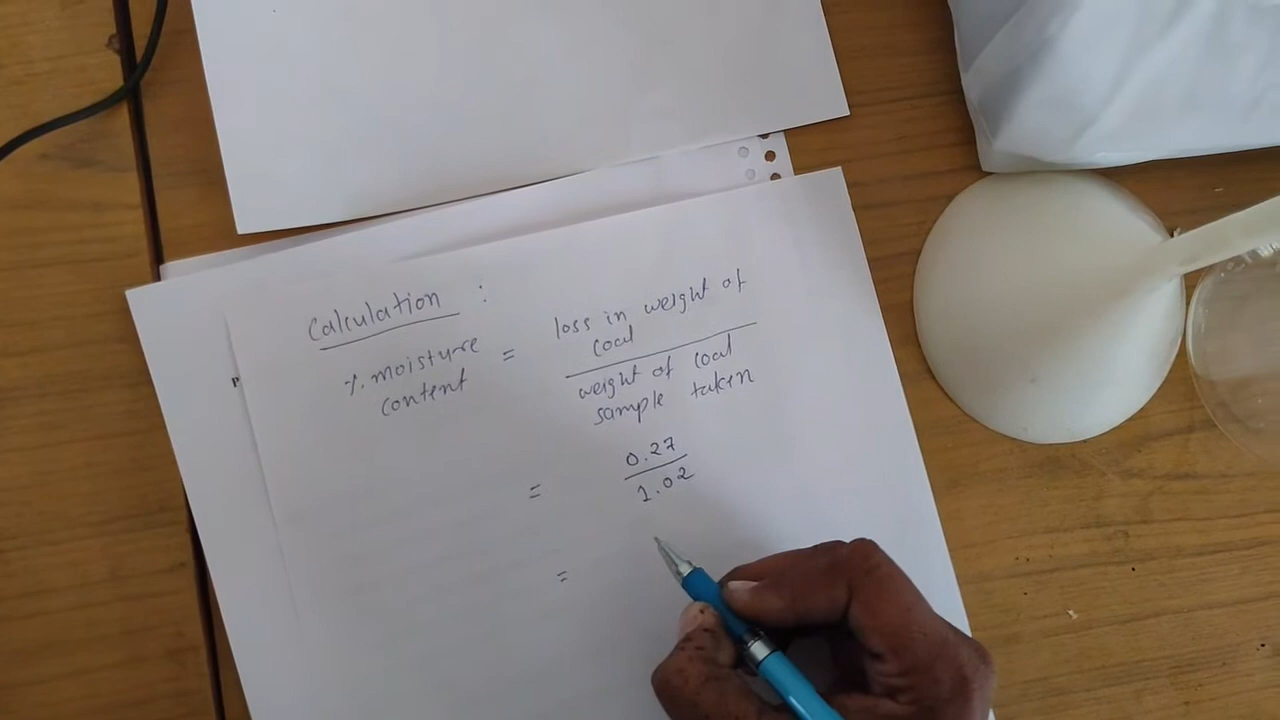 Calculation :
% moisture content = loss in weight of coal
weight of coal sample taken
= 0.27
1.02
=
P